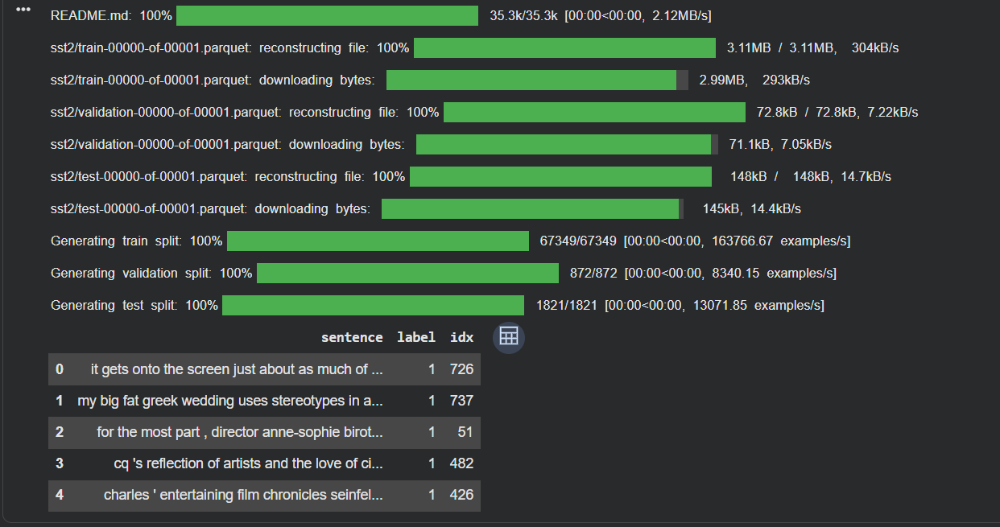 •••
README.md: 100% 35.3k/35.3k [00:00<00:00, 2.12MB/s]
sst2/train-00000-of-00001.parquet: reconstructing file: 100% 3.11MB / 3.11MB, 304kB/s
sst2/train-00000-of-00001.parquet: downloading bytes: 2.99MB, 293kB/s
sst2/validation-00000-of-00001.parquet: reconstructing file: 100% 72.8kB / 72.8kB, 7.22kB/s
sst2/validation-00000-of-00001.parquet: downloading bytes: 71.1kB, 7.05kB/s
sst2/test-00000-of-00001.parquet: reconstructing file: 100% 148kB / 148kB, 14.7kB/s
sst2/test-00000-of-00001.parquet: downloading bytes: 145kB, 14.4kB/s
Generating train split: 100% 67349/67349 [00:00<00:00, 163766.67 examples/s]
Generating validation split: 100% 872/872 [00:00<00:00, 8340.15 examples/s]
Generating test split: 100% 1821/1821 [00:00<00:00, 13071.85 examples/s]
sentence label idx
0 it gets onto the screen just about as much of ... 1 726
1 my big fat greek wedding uses stereotypes in a... 1 737
2 for the most part , director anne-sophie birot... 1 51
3 cq 's reflection of artists and the love of ci... 1 482
4 charles ' entertaining film chronicles seinfel... 1 426